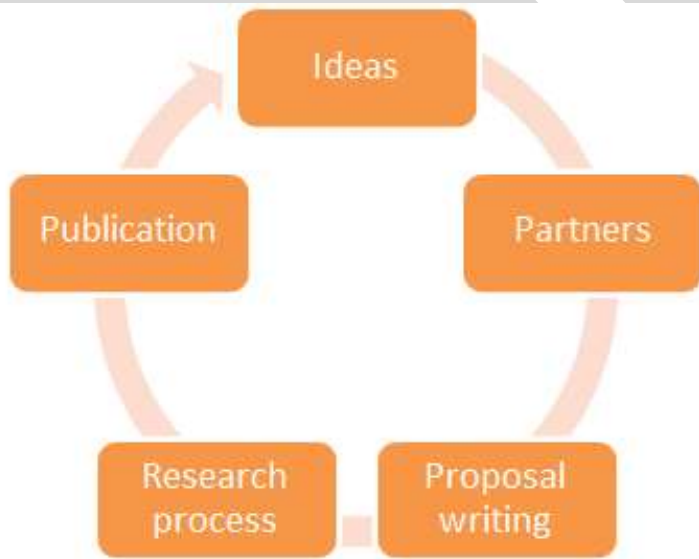 Ideas
Partners
Proposal
writing
Research
process
Publication